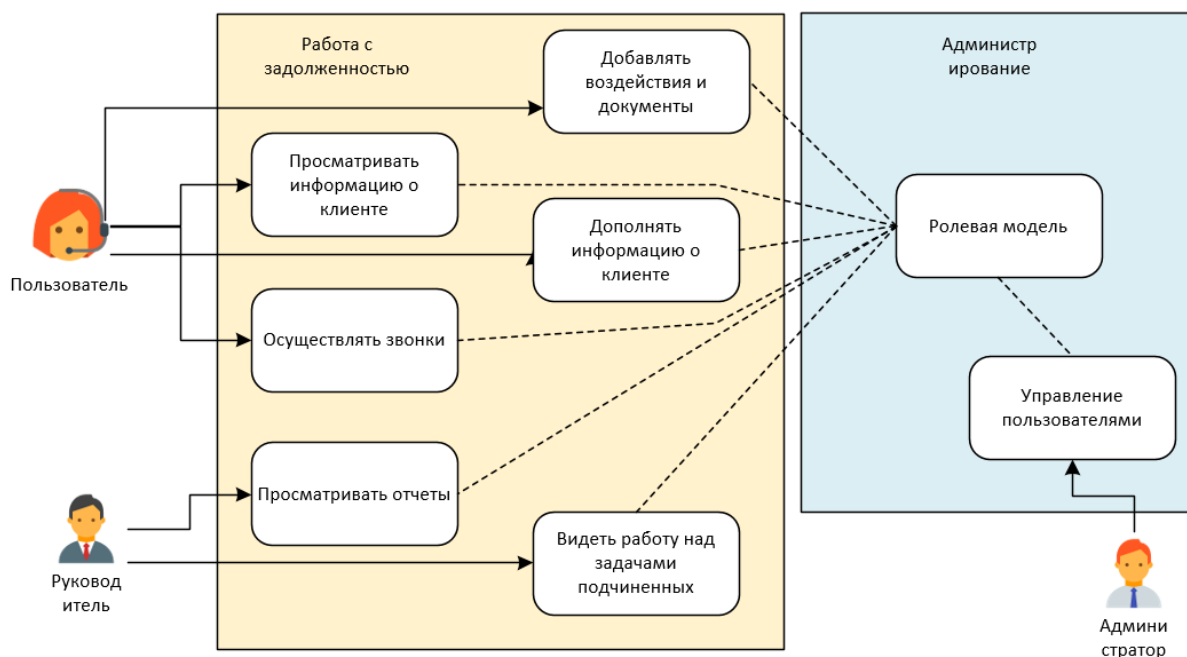 Работа с
задолженностью
Добавлять
воздействия и
документы
Администр
ирование
Просматривать
информацию о
клиенте
Дополнять
информацию о
клиенте
Ролевая модель
Пользователь
Осуществлять звонки
Управление
пользователями
Просматривать отчеты
Видеть работу над
задачами
подчиненных
Руковод
итель
Админи
стратор